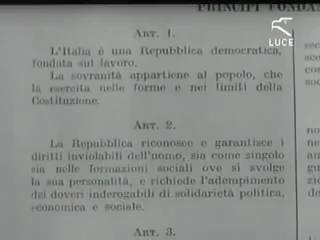 PRINCIPI FONDA
LUCE
ART. 1.
L'Italia è una Repubblica democratica,
fondata sul lavoro.
La sovranità appartiene al popolo, che
la esercita nelle forme e nei limiti della
Costituzione.
ART. 2.
La Repubblica riconosce e garantisce i
diritti inviolabili dell'uomo, sia come singolo
sia nelle formazioni sociali ove si svolge
la sua personalità, e richiede l'adempimento
dei doveri inderogabili di solidarietà politica,
economica e sociale.
ART. 3.